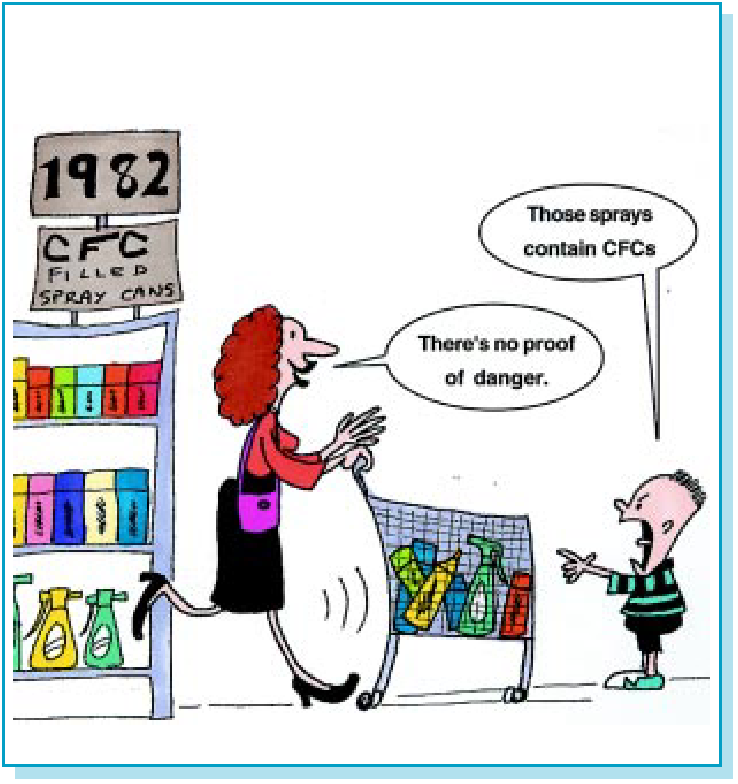 1982
CFC
FILLED
SPRAY CANS
Those sprays
contain CFCs
There's no proof
of danger.